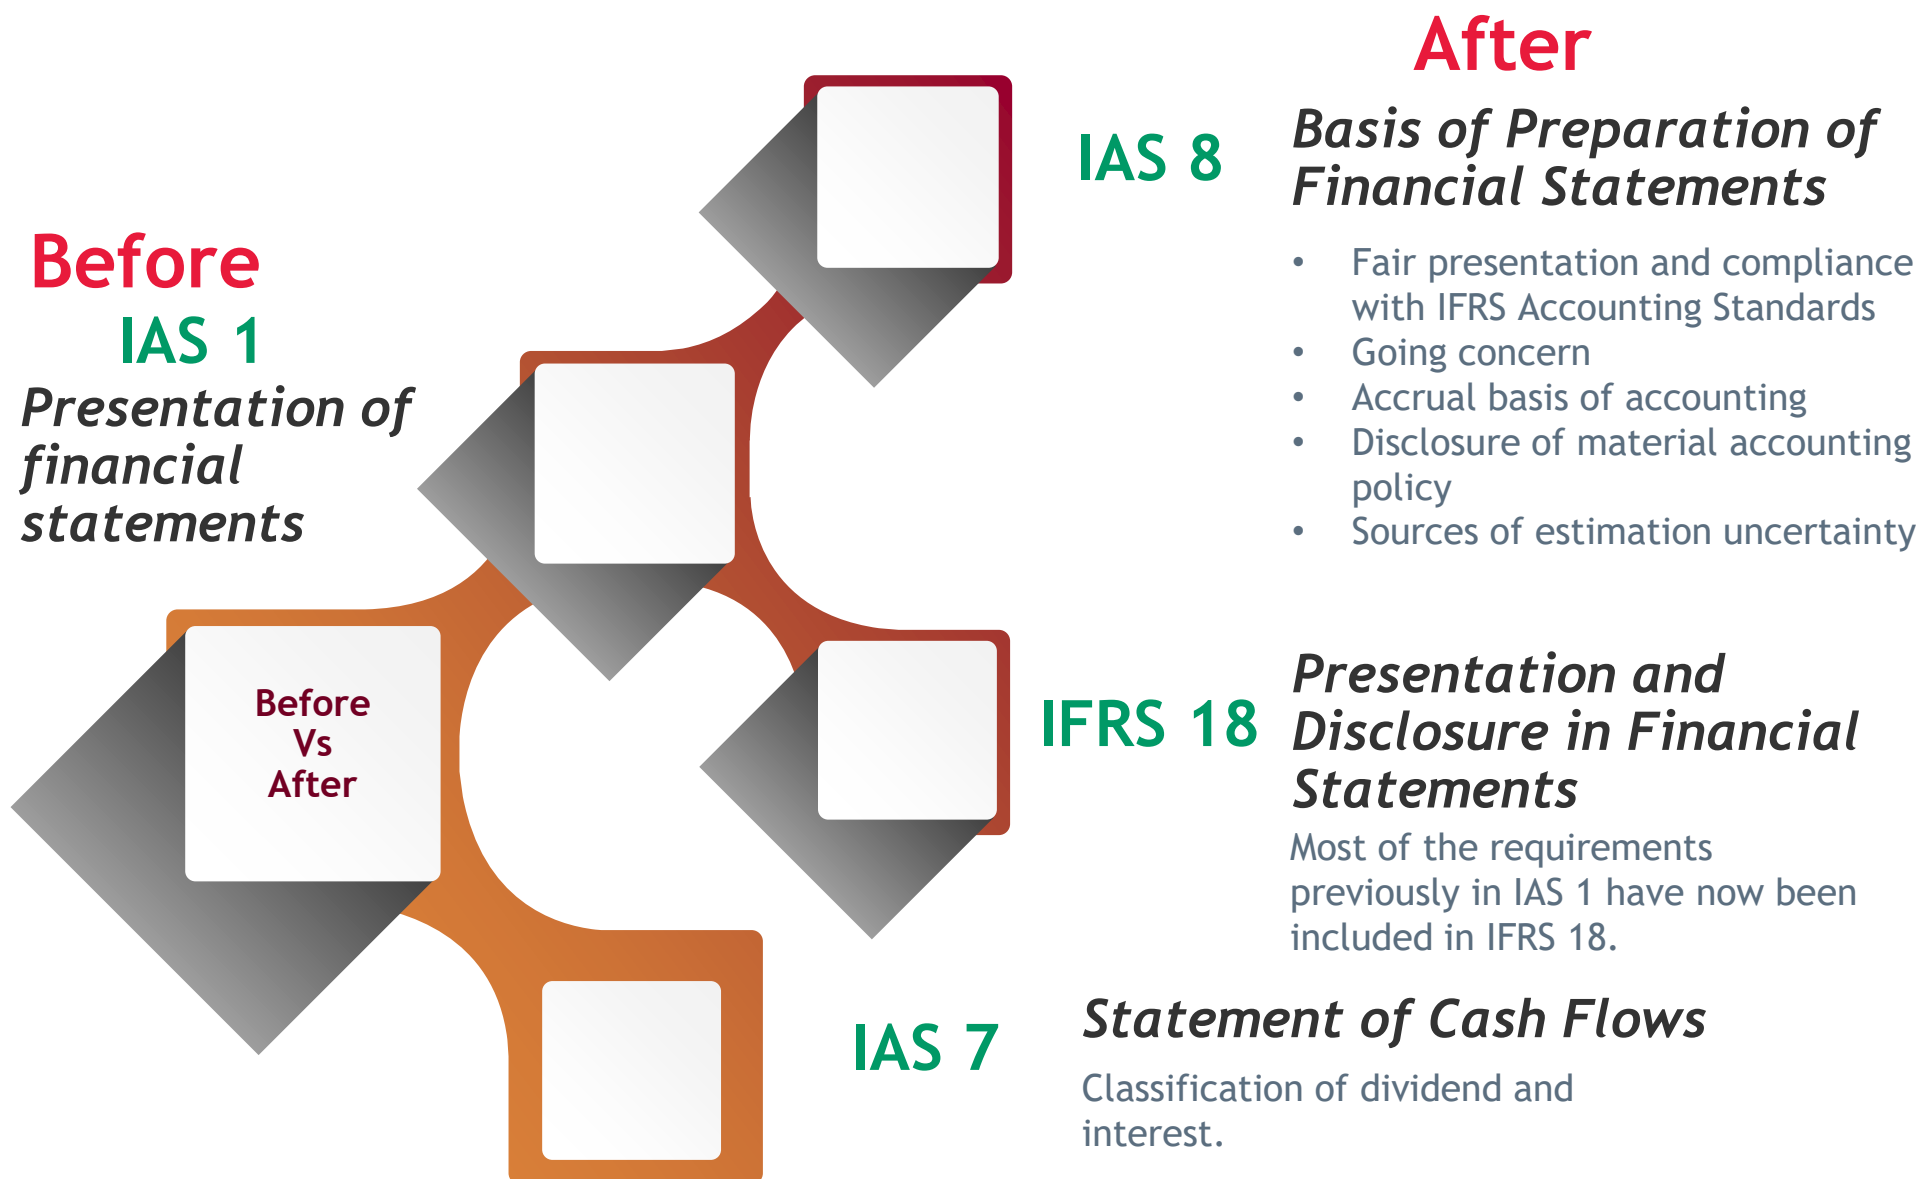 Before
IAS 1
Presentation of
financial
statements
Before
Vs
After
After
IAS 8
Basis of Preparation of
Financial Statements
• Fair presentation and compliance
with IFRS Accounting Standards
• Going concern
• Accrual basis of accounting
• Disclosure of material accounting
policy
• Sources of estimation uncertainty
IFRS 18
Presentation and
Disclosure in Financial
Statements
Most of the requirements
previously in IAS 1 have now been
included in IFRS 18.
IAS 7
Statement of Cash Flows
Classification of dividend and
interest.